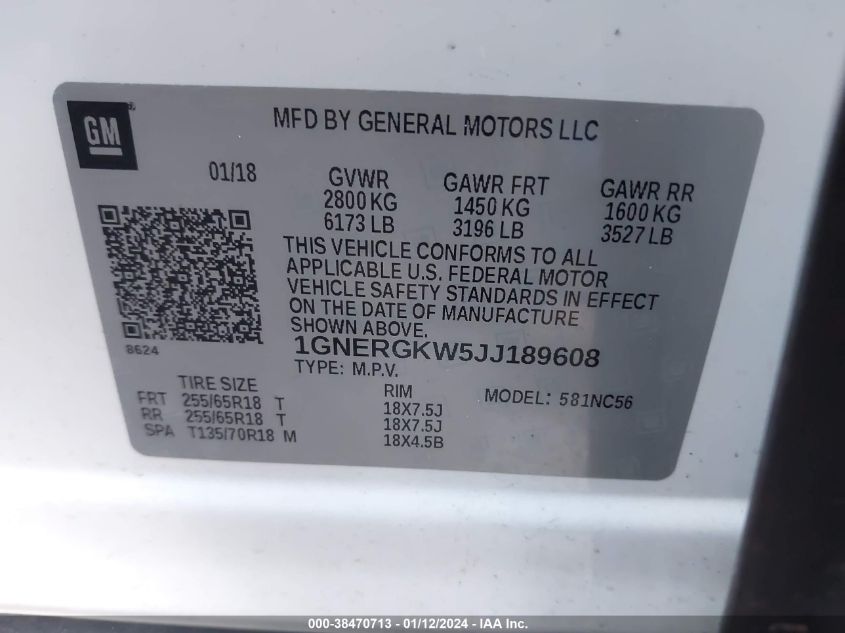 GM
®
MFD BY GENERAL MOTORS LLC
01/18
GVWR GAWR FRT GAWR RR
2800 KG 1450 KG 1600 KG
6173 LB 3196 LB 3527 LB
THIS VEHICLE CONFORMS TO ALL
APPLICABLE U.S. FEDERAL MOTOR
VEHICLE SAFETY STANDARDS IN EFFECT
ON THE DATE OF MANUFACTURE
SHOWN ABOVE.
8624
1GNERGKW5JJ189608
TYPE: M.P.V.
MODEL: 581NC56
TIRE SIZE RIM
FRT 255/65R18 T 18X7.5J
RR 255/65R18 T 18X7.5J
SPA T135/70R18 M 18X4.5B
000-38470713 - 01/12/2024 - IAA Inc.